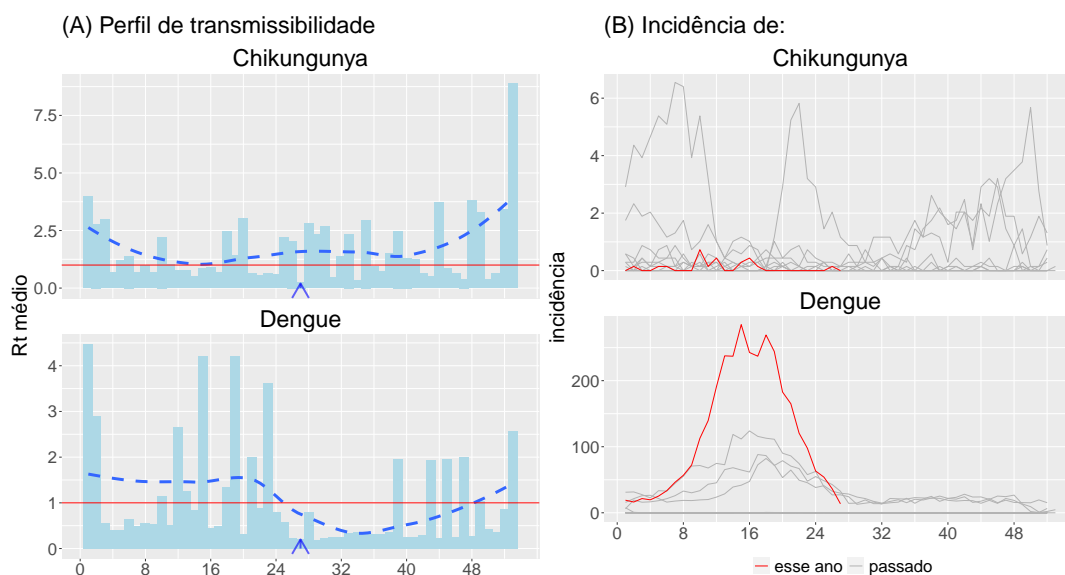 (A) Perfil de transmissibilidade
Chikungunya
7.5
5.0
2.5
0.0
Dengue
4
3
2
1
0
0 8 16 24 32 40 48
Rt médio
(B) Incidência de:
Chikungunya
6
4
2
0
Dengue
200
100
0
0 8 16 24 32 40 48
incidência
esse ano passado